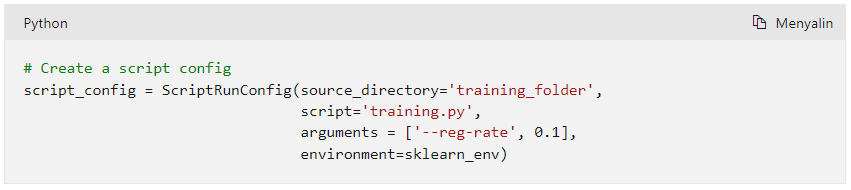 Python
Menyalin
# Create a script config
script_config = ScriptRunConfig(source_directory='training_folder',
                                script='training.py',
                                arguments = ['--reg-rate', 0.1],
                                environment=sklearn_env)